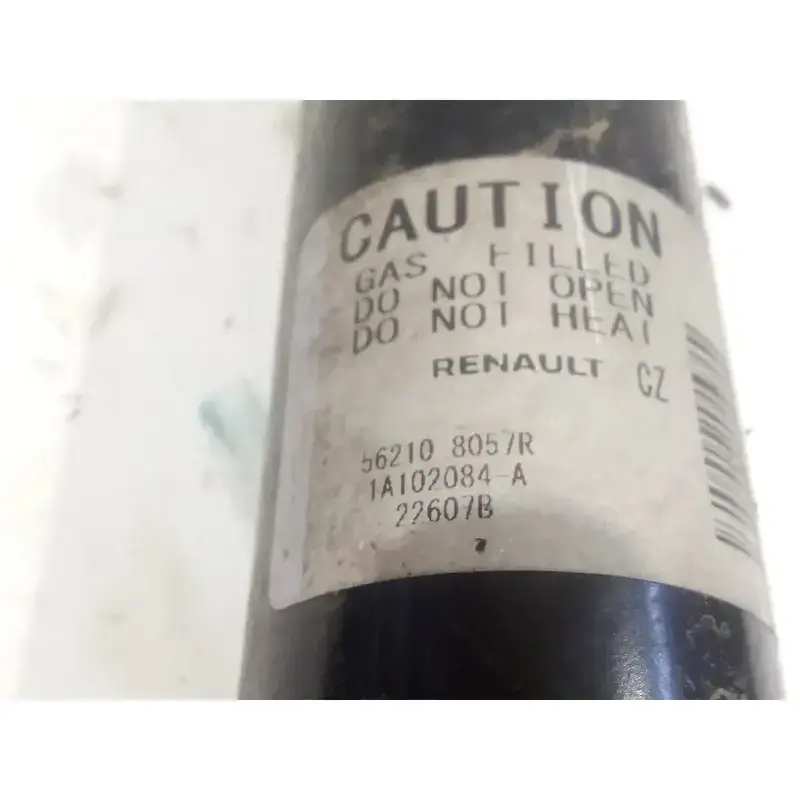 CAUTION
GAS FILLED
DO NOT OPEN
DO NOT HEAT
RENAULT CZ
56210 8057R
1A102084-A
22607B